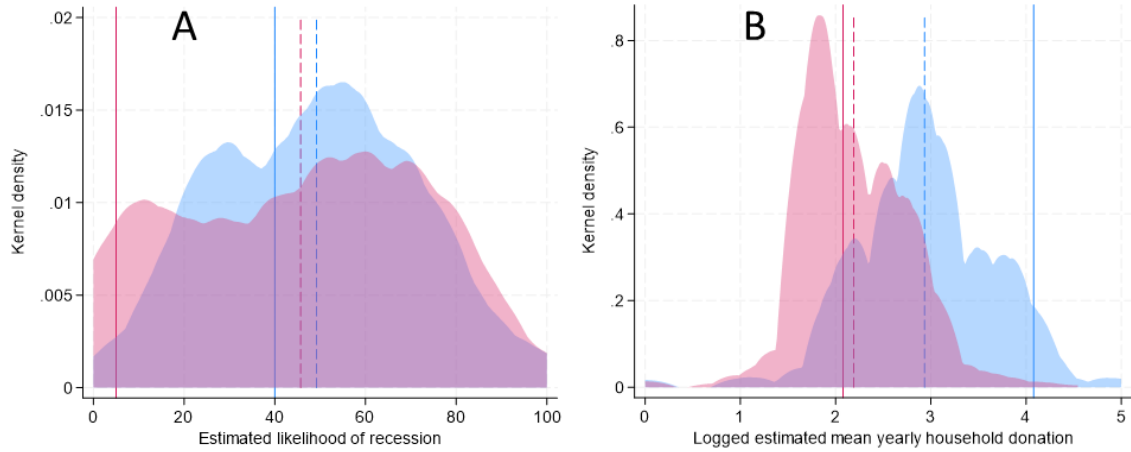 A
Kernel density
.02
.015
.01
.005
0
0 20 40 60 80 100
Estimated likelihood of recession
B
Kernel density
.8
.6
.4
.2
0
0 1 2 3 4 5
Logged estimated mean yearly household donation